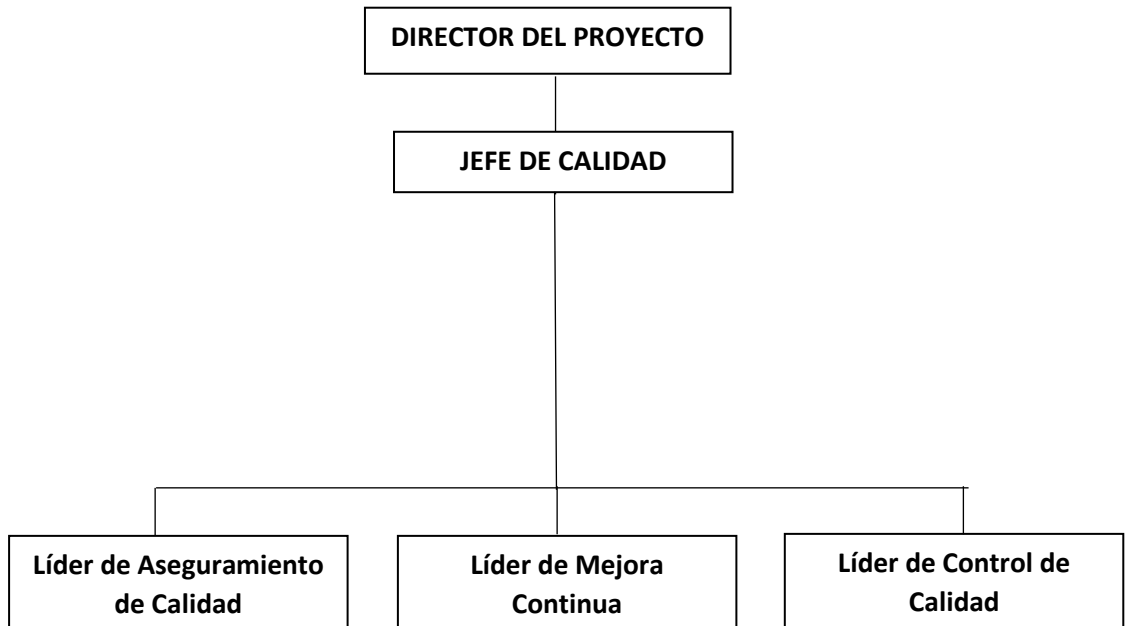 DIRECTOR DEL PROYECTO
JEFE DE CALIDAD
Líder de Aseguramiento
de Calidad
Líder de Mejora
Continua
Líder de Control de
Calidad